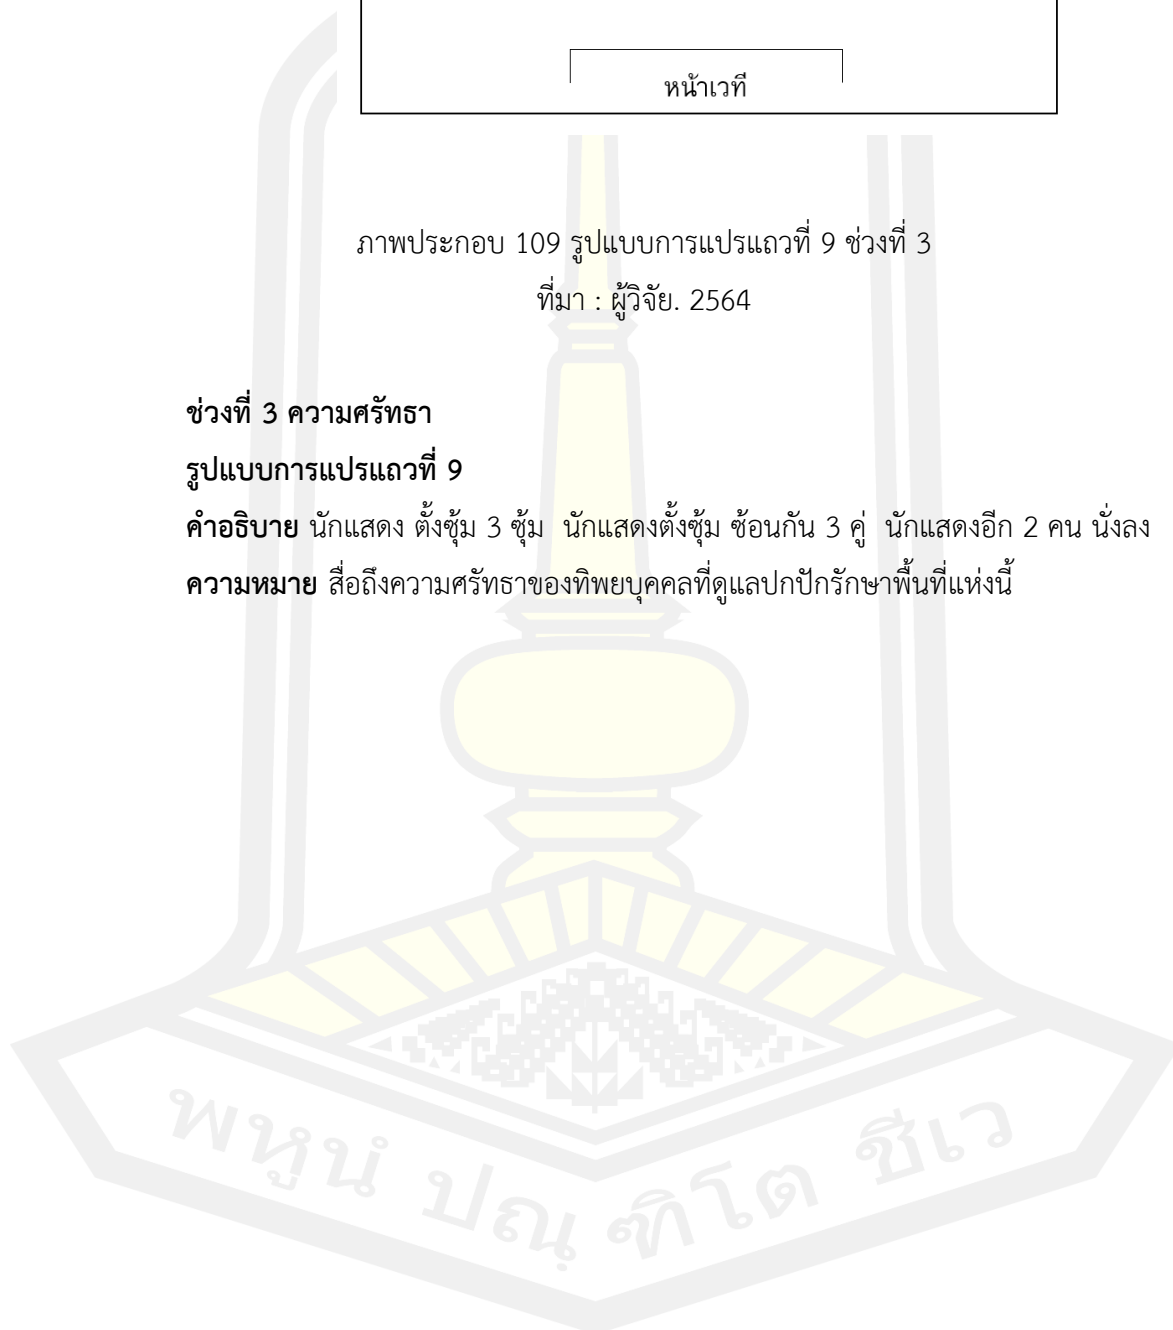 หน้าเวที
ภาพประกอบ 109 รูปแบบการแปรแถวที่ 9 ช่วงที่ 3
ที่มา : ผู้วิจัย. 2564
ช่วงที่ 3 ความศรัทธา
รูปแบบการแปรแถวที่ 9
คำอธิบาย นักแสดง ตั้งซุ้ม 3 ซุ้ม นักแสดงตั้งซุ้ม ซ้อนกัน 3 คู่ นักแสดงอีก 2 คน นั่งลง
ความหมาย สื่อถึงความศรัทธาของทิพยบุคคลที่ดูแลปกปักรักษาพื้นที่แห่งนี้
พหูนํ ปณฺฑิโต ชีเว